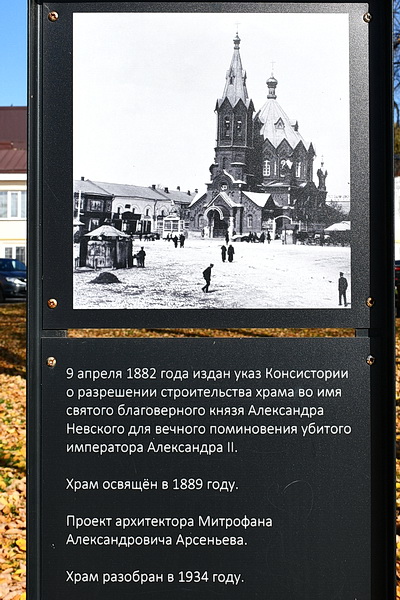 9 апреля 1882 года издан указ Консистории
о разрешении строительства храма во имя
святого благоверного князя Александра
Невского для вечного поминовения убитого
императора Александра II.
Храм освящён в 1889 году.
Проект архитектора Митрофана
Александровича Арсеньева.
Храм разобран в 1934 году.